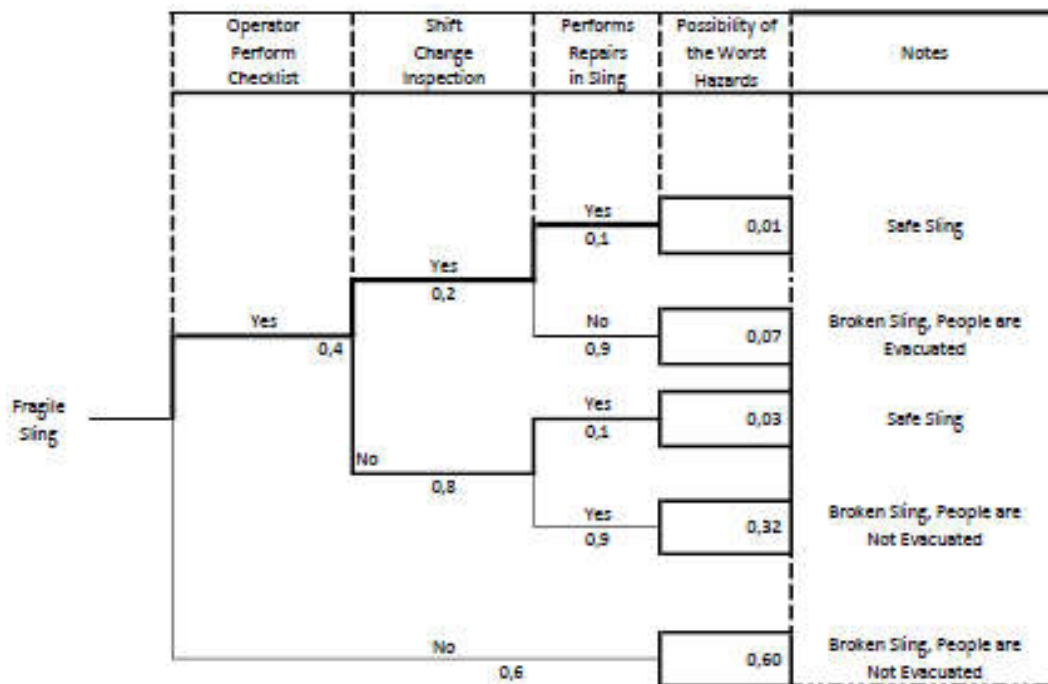 Operator
Perform
Checklist
Shift
Change
Inspection
Performs
Repairs
in Sling
Possibility of
the Worst
Hazards
Notes
Yes
0,1
0,01
Safe Sling
Yes
0,2
No
0,9
0,07
Broken Sling, People are
Evacuated
Yes
0,4
Fragile
Sling
Yes
0,1
0,03
Safe Sling
No
0,8
Yes
0,9
0,32
Broken Sling, People are
Not Evacuated
No
0,6
0,60
Broken Sling, People are
Not Evacuated